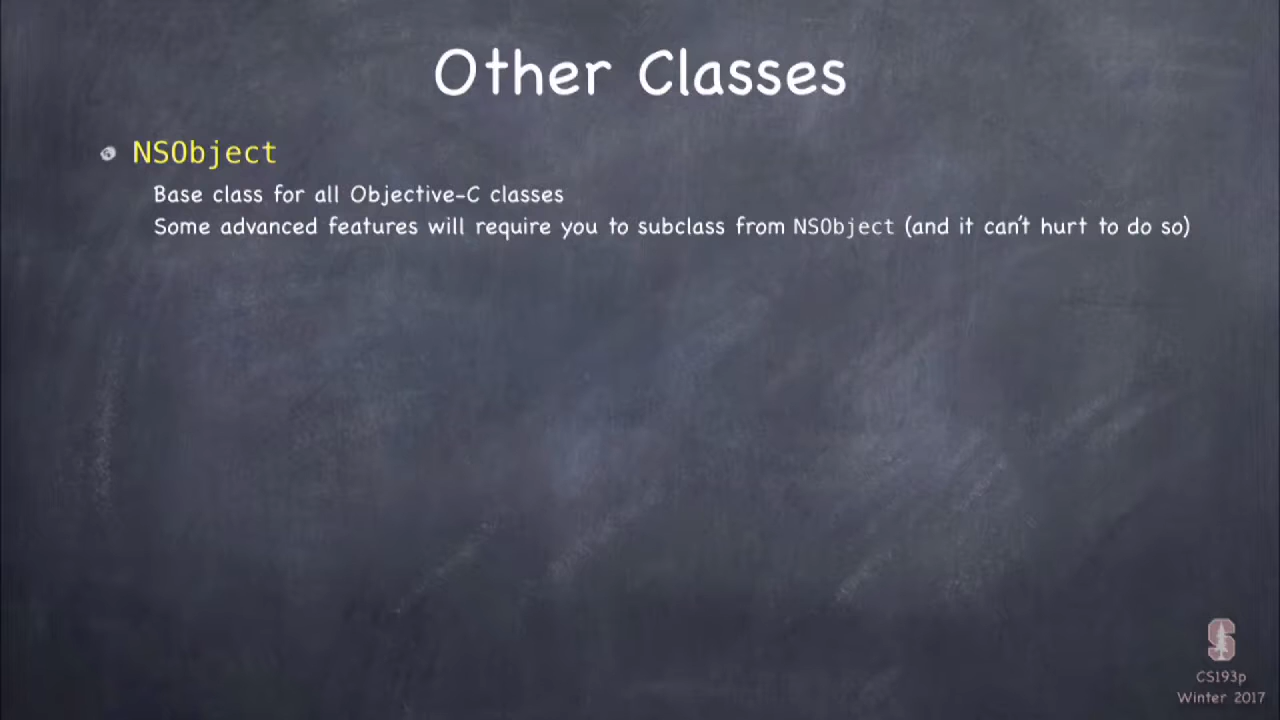 Other Classes
NSObject
Base class for all Objective-C classes
Some advanced features will require you to subclass from NSObject (and it can't hurt to do so)
S
CS193p
Winter 2017